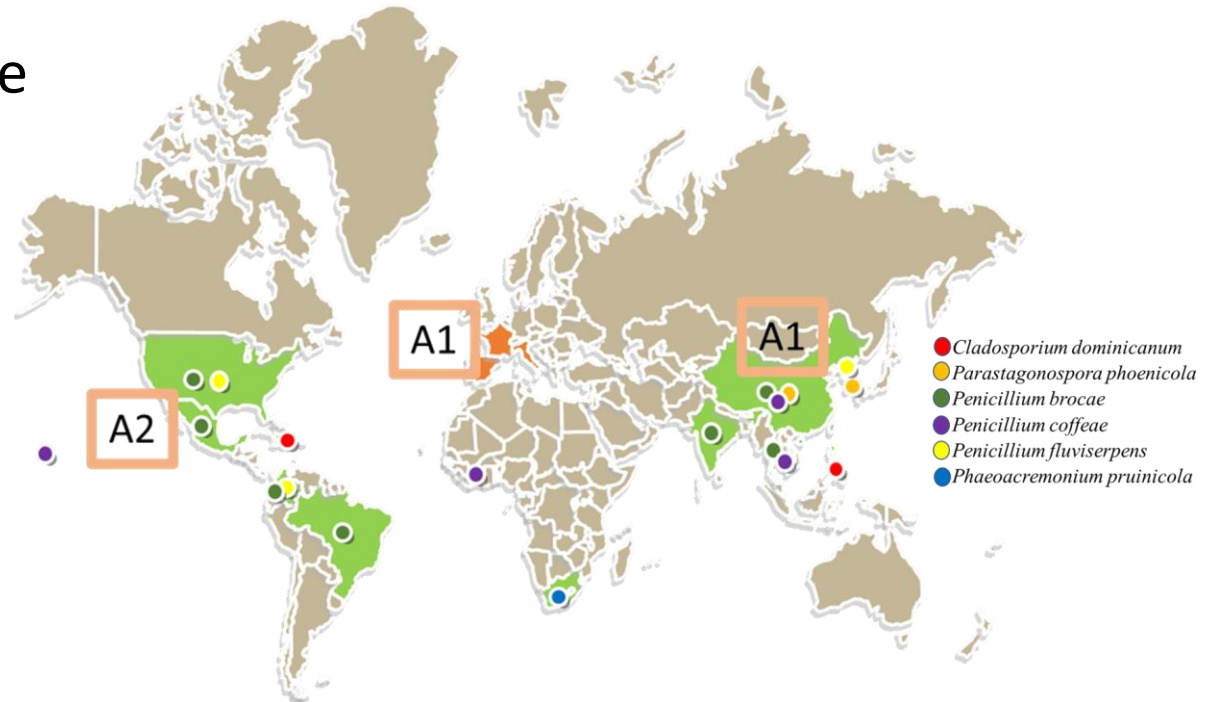 e
A1
A1
A2
Cladosporium dominicanum
Parastagonospora phoenicola
Penicillium brocae
Penicillium coffeae
Penicillium fluviserpens
Phaeoacremonium pruinicola